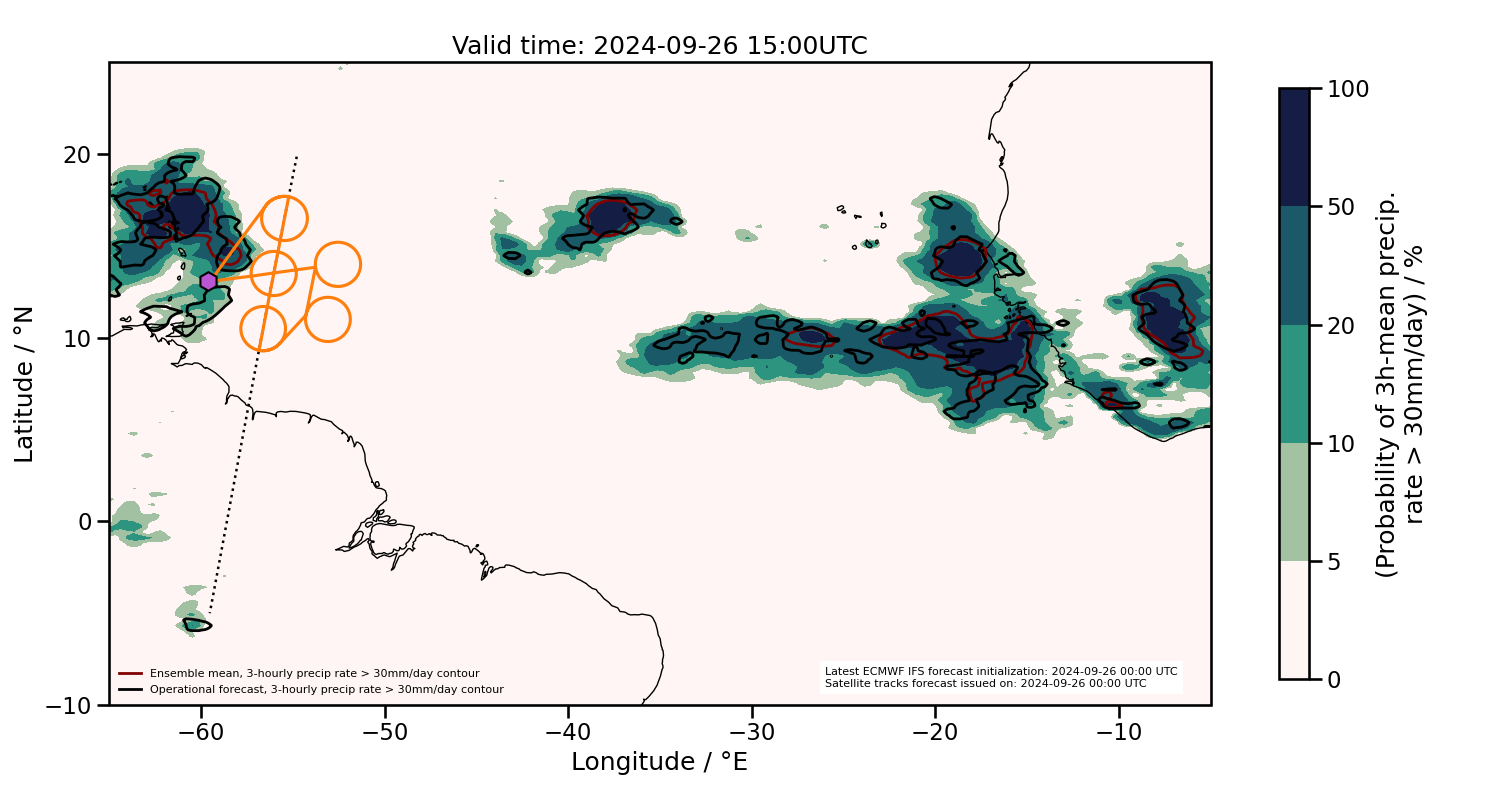 Valid time: 2024-09-26 15:00UTC
20
10
0
−10
Latitude / °N
−60
−50
−40
−30
−20
−10
Longitude / °E
Ensemble mean, 3-hourly precip rate > 30mm/day contour
Operational forecast, 3-hourly precip rate > 30mm/day contour
Latest ECMWF IFS forecast initialization: 2024-09-26 00:00 UTC
Satellite tracks forecast issued on: 2024-09-26 00:00 UTC
100
50
20
10
5
0
(Probability of 3h-mean precip.
rate > 30mm/day) / %